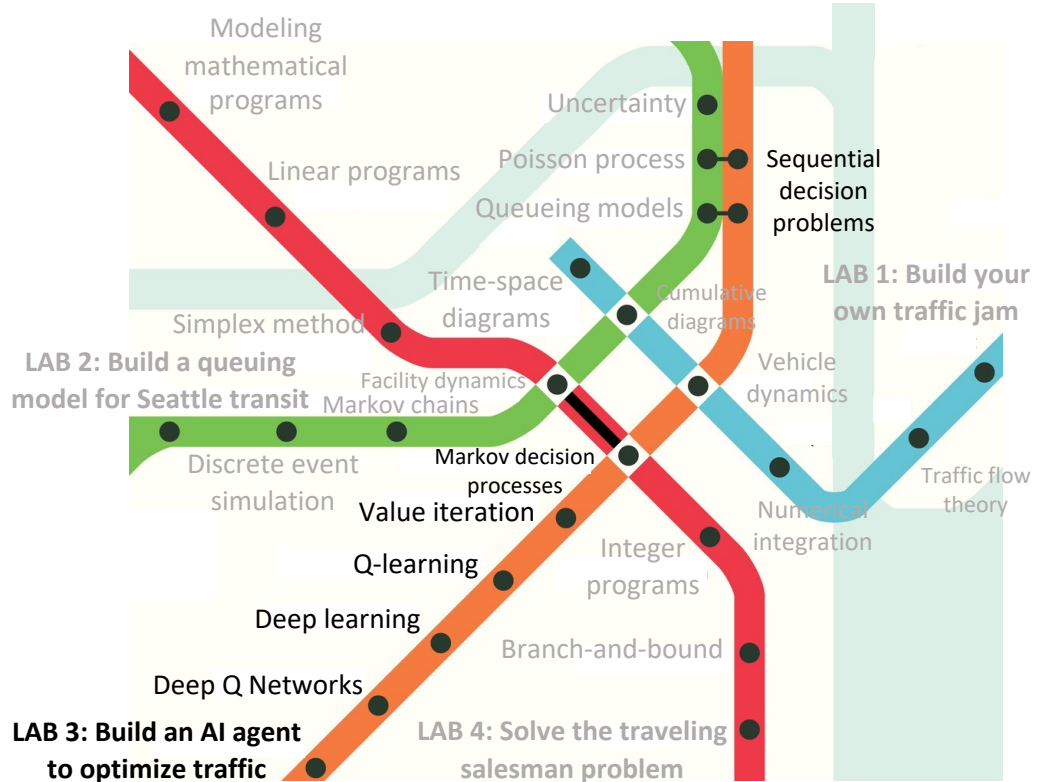 Modeling
mathematical
programs
Uncertainty
Poisson process
Sequential
decision
problems
Linear programs
Queueing models
Time-space
diagrams
Cumulative
diagrams
LAB 1: Build your
own traffic jam
Simplex method
LAB 2: Build a queuing
model for Seattle transit
Facility dynamics
Markov chains
Vehicle
dynamics
Discrete event
simulation
Markov decision
processes
Traffic flow
theory
Value iteration
Numerical
integration
Integer
programs
Q-learning
Deep learning
Branch-and-bound
Deep Q Networks
LAB 3: Build an AI agent
to optimize traffic
LAB 4: Solve the traveling
salesman problem